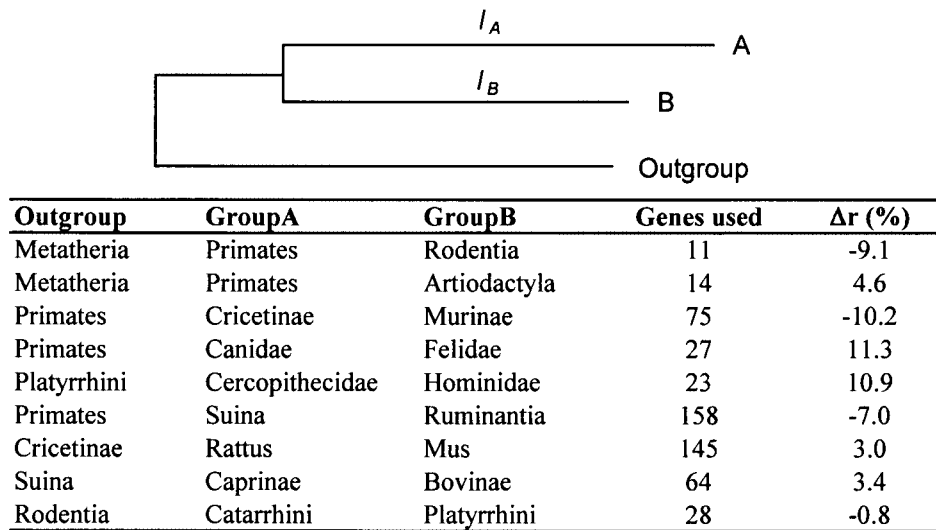 l A
A
l B
B
Outgroup
Outgroup GroupA GroupB Genes used Δr (%)
Metatheria Primates Rodentia 11 -9.1
Metatheria Primates Artiodactyla 14 4.6
Primates Cricetinae Murinae 75 -10.2
Primates Canidae Felidae 27 11.3
Platyrrhini Cercopithecidae Hominidae 23 10.9
Primates Suina Ruminantia 158 -7.0
Cricetinae Rattus Mus 145 3.0
Suina Caprinae Bovinae 64 3.4
Rodentia Catarrhini Platyrrhini 28 -0.8